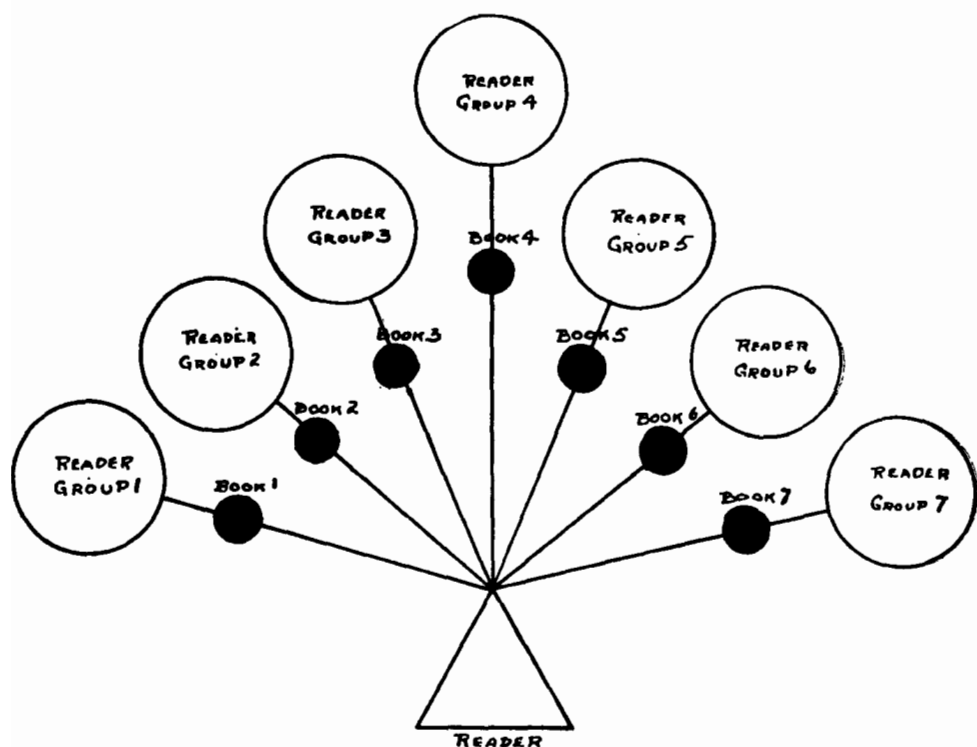 READER
GROUP 4
READER
GROUP 3
READER
GROUP 5
BOOK 4
READER
GROUP 2
BOOK 3
BOOK 5
READER
GROUP 6
BOOK 2
BOOK 6
READER
GROUP 1
BOOK 1
BOOK 7
READER
GROUP 7
READER